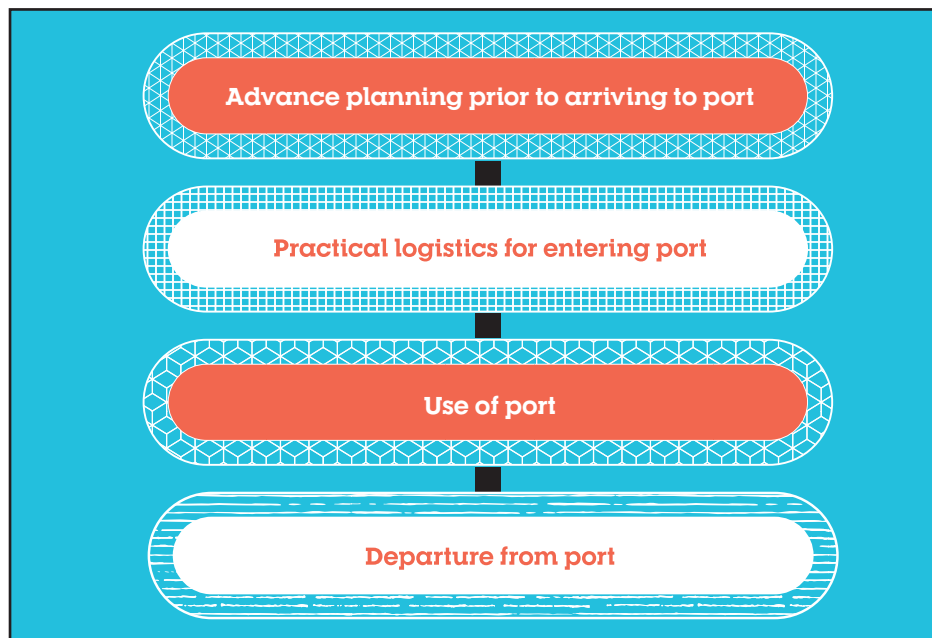 Advance planning prior to arriving to port
Practical logistics for entering port
Use of port
Departure from port